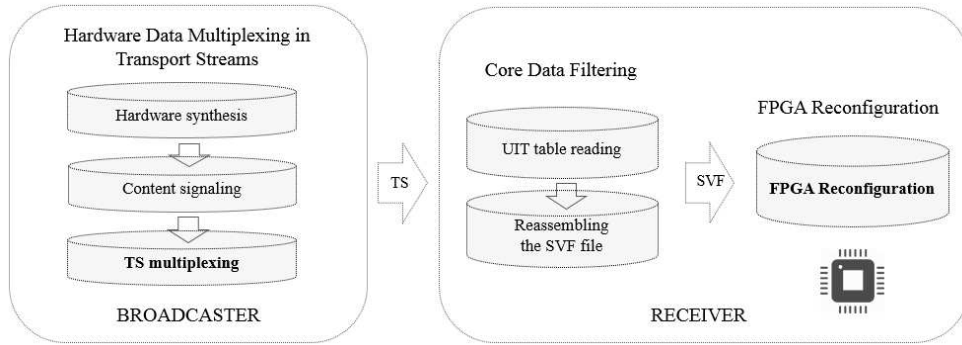 Hardware Data Multiplexing in
Transport Streams
Hardware synthesis
Content signaling
TS multiplexing
BROADCASTER
TS
Core Data Filtering
UIT table reading
Reassembling
the SVF file
SVF
FPGA Reconfiguration
FPGA Reconfiguration
RECEIVER